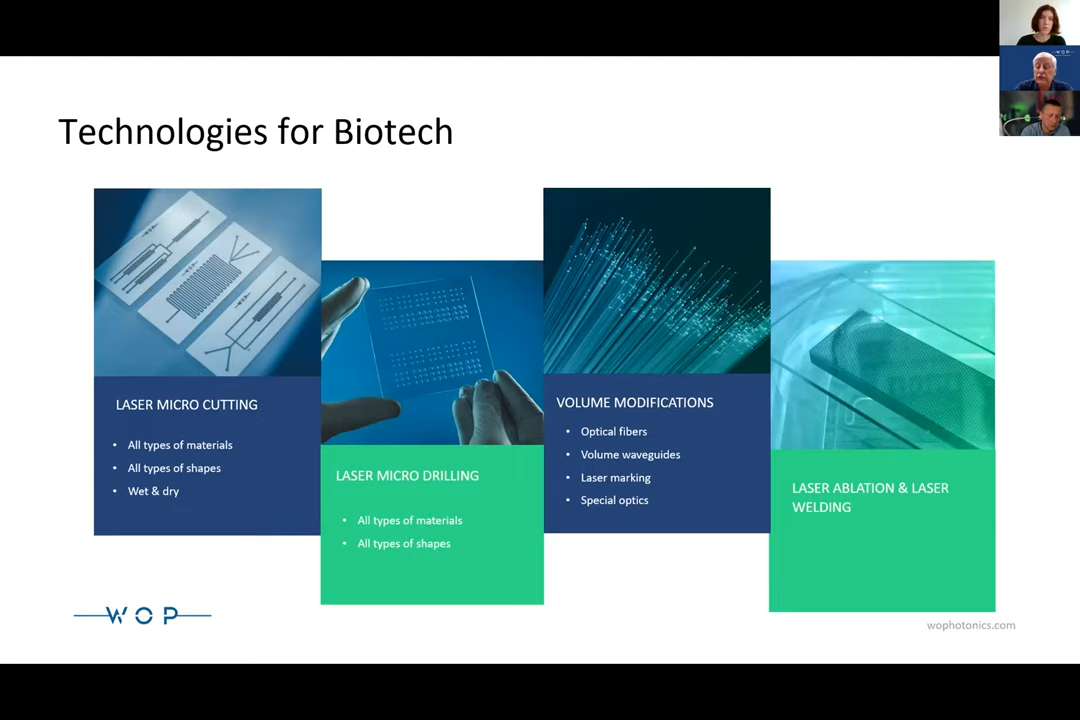 Technologies for Biotech
LASER MICRO CUTTING
• All types of materials
• All types of shapes
• Wet & dry
LASER MICRO DRILLING
• All types of materials
• All types of shapes
VOLUME MODIFICATIONS
• Optical fibers
• Volume waveguides
• Laser marking
• Special optics
LASER ABLATION & LASER
WELDING
WOP
wophotonics.com